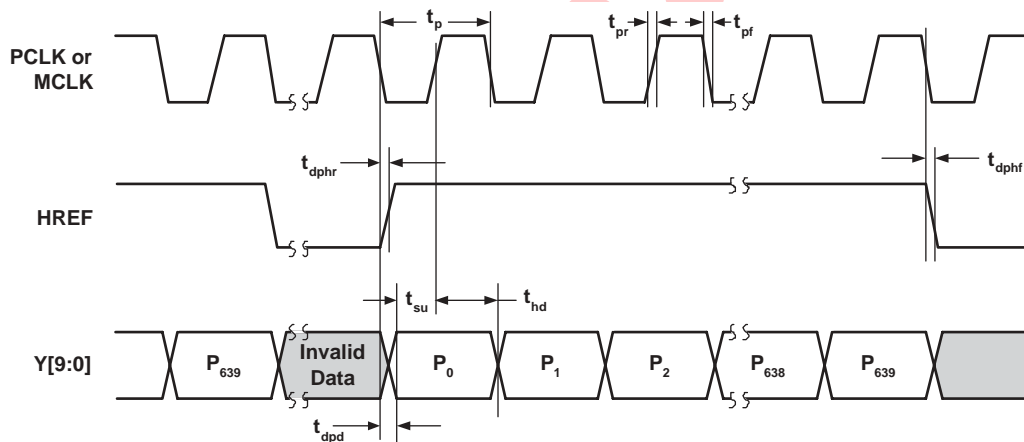 t_p
t_pr
t_pf
PCLK or
MCLK
t_dphr
t_dphf
HREF
t_su
t_hd
Y[9:0]
P_639
Invalid
Data
P_0
P_1
P_2
P_638
P_639
t_dpd